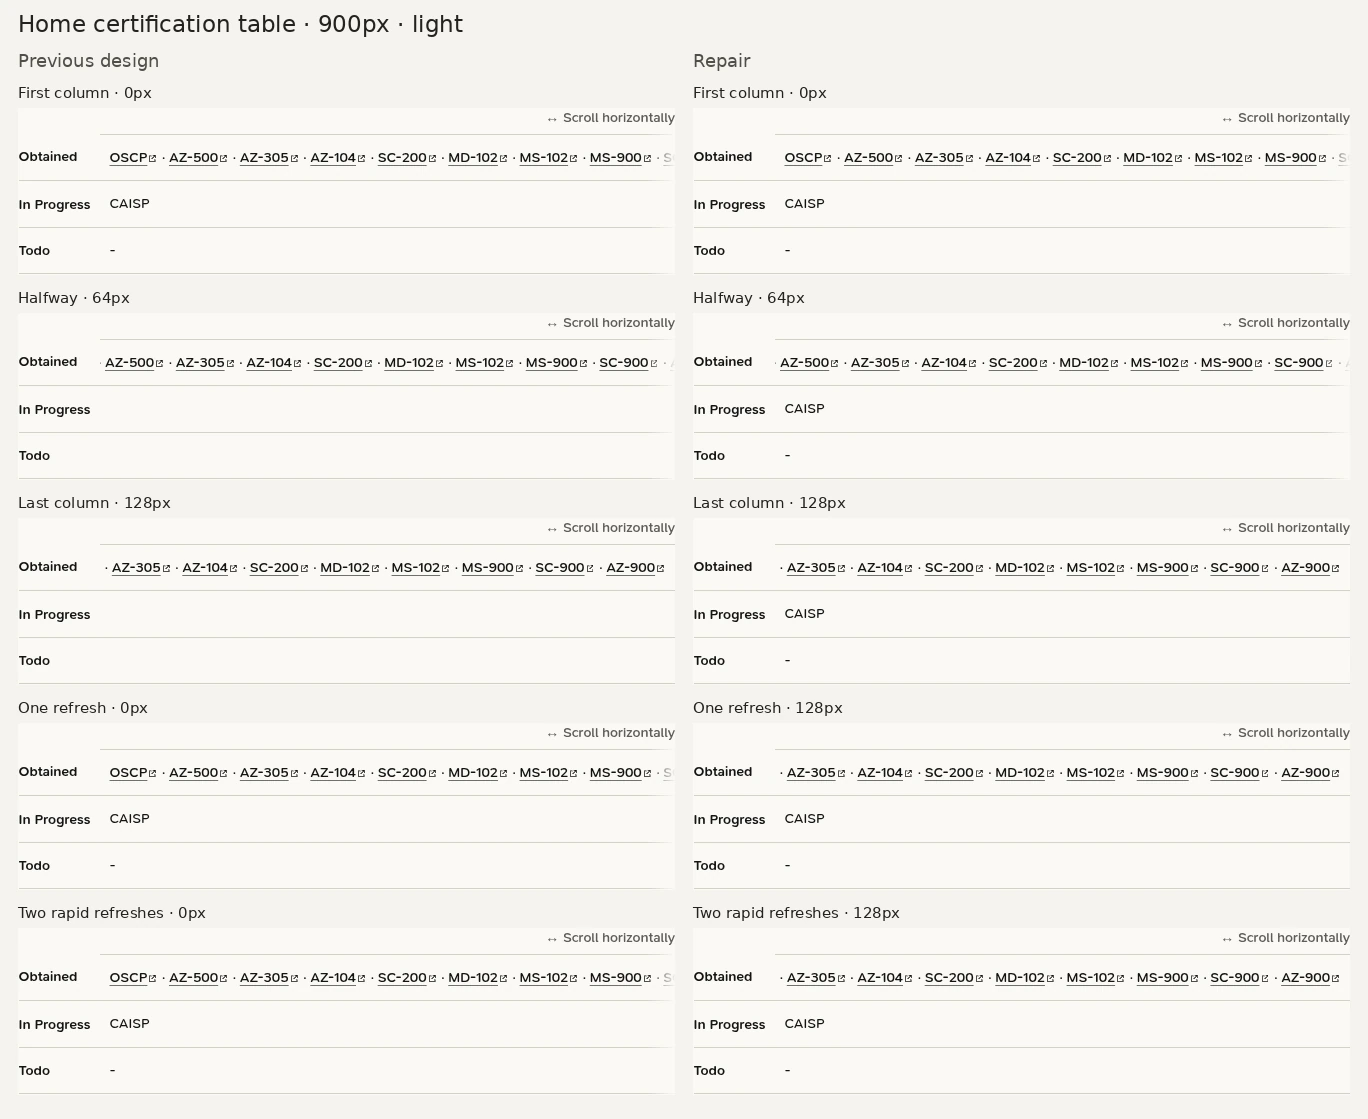 Home certification table · 900px · light
Previous design
First column · 0px
↔ Scroll horizontally
Obtained OSCP · AZ-500 · AZ-305 · AZ-104 · SC-200 · MD-102 · MS-102 · MS-900 ·
In Progress CAISP
Todo -
Halfway · 64px
↔ Scroll horizontally
Obtained · AZ-500 · AZ-305 · AZ-104 · SC-200 · MD-102 · MS-102 · MS-900 · SC-900 ·
In Progress
Todo
Last column · 128px
↔ Scroll horizontally
Obtained · AZ-305 · AZ-104 · SC-200 · MD-102 · MS-102 · MS-900 · SC-900 · AZ-900
In Progress
Todo
One refresh · 0px
↔ Scroll horizontally
Obtained OSCP · AZ-500 · AZ-305 · AZ-104 · SC-200 · MD-102 · MS-102 · MS-900 ·
In Progress CAISP
Todo -
Two rapid refreshes · 0px
↔ Scroll horizontally
Obtained OSCP · AZ-500 · AZ-305 · AZ-104 · SC-200 · MD-102 · MS-102 · MS-900 ·
In Progress CAISP
Todo -
Repair
First column · 0px
↔ Scroll horizontally
Obtained OSCP · AZ-500 · AZ-305 · AZ-104 · SC-200 · MD-102 · MS-102 · MS-900 ·
In Progress CAISP
Todo -
Halfway · 64px
↔ Scroll horizontally
Obtained · AZ-500 · AZ-305 · AZ-104 · SC-200 · MD-102 · MS-102 · MS-900 · SC-900 ·
In Progress CAISP
Todo -
Last column · 128px
↔ Scroll horizontally
Obtained · AZ-305 · AZ-104 · SC-200 · MD-102 · MS-102 · MS-900 · SC-900 · AZ-900
In Progress CAISP
Todo -
One refresh · 128px
↔ Scroll horizontally
Obtained · AZ-305 · AZ-104 · SC-200 · MD-102 · MS-102 · MS-900 · SC-900 · AZ-900
In Progress CAISP
Todo -
Two rapid refreshes · 128px
↔ Scroll horizontally
Obtained · AZ-305 · AZ-104 · SC-200 · MD-102 · MS-102 · MS-900 · SC-900 · AZ-900
In Progress CAISP
Todo -